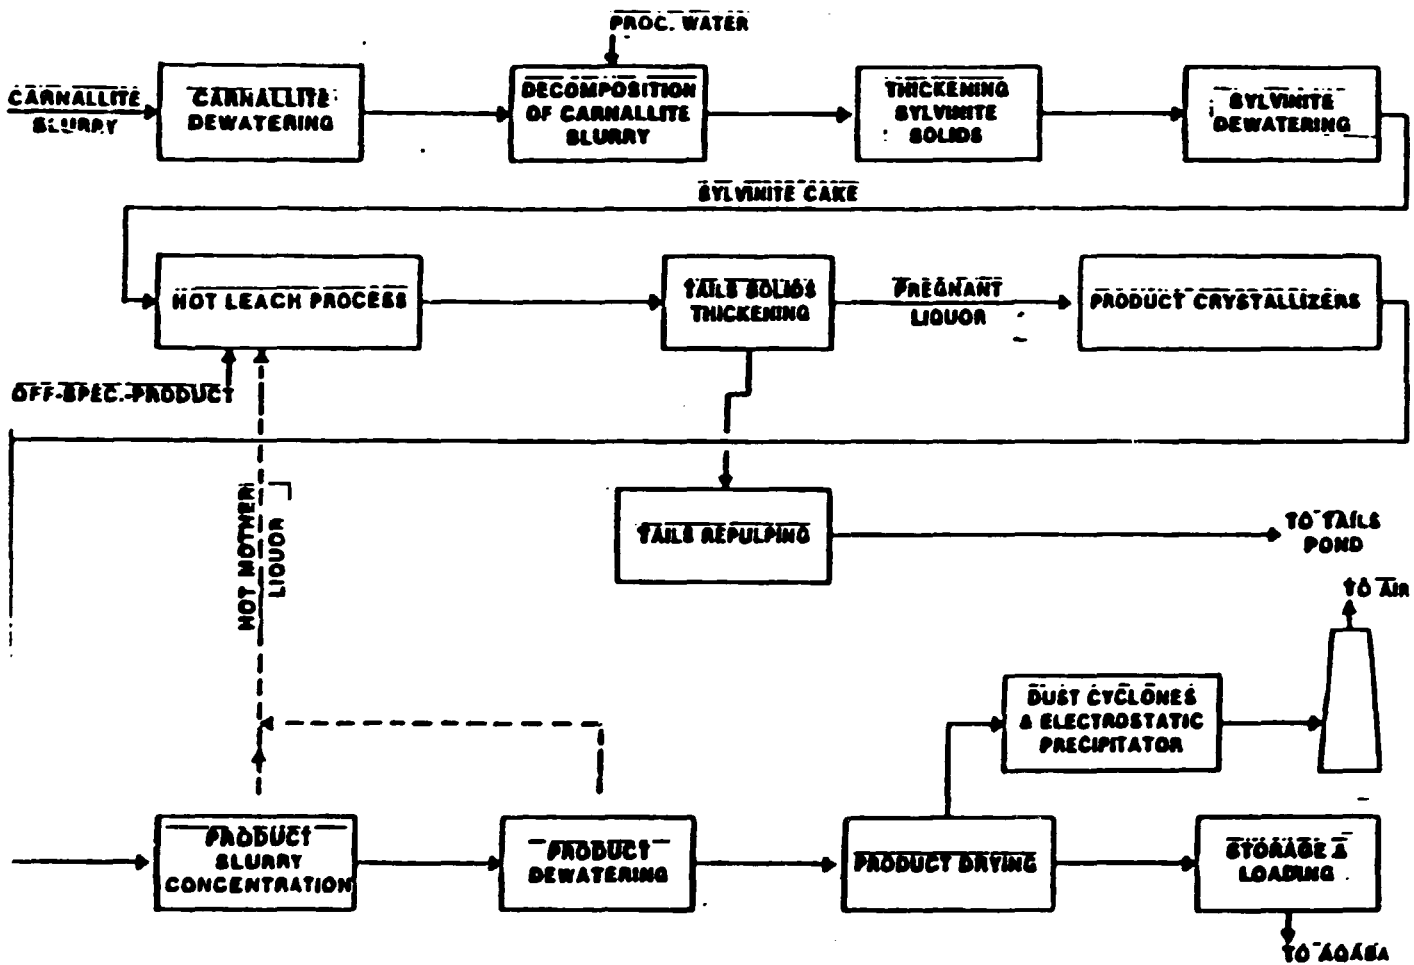 PROC. WATER
CARNALLITE
SLURRY
CARNALLITE
DEWATERING
DECOMPOSITION
OF CARNALLITE
SLURRY
THICKENING
SYLVINITE
SOLIDS
SYLVINITE
DEWATERING
SYLVINITE CAKE
HOT LEACH PROCESS
TAILS SOLIDS
THICKENING
PREGNANT
LIQUOR
PRODUCT CRYSTALLIZERS
OFF-SPEC.-PRODUCT
HOT MOTHER
LIQUOR
TAILS REPULPING
TO TAILS
POND
TO AIR
DUST CYCLONES
& ELECTROSTATIC
PRECIPITATOR
PRODUCT
SLURRY
CONCENTRATION
PRODUCT
DEWATERING
PRODUCT DRYING
STORAGE &
LOADING
TO AQABA